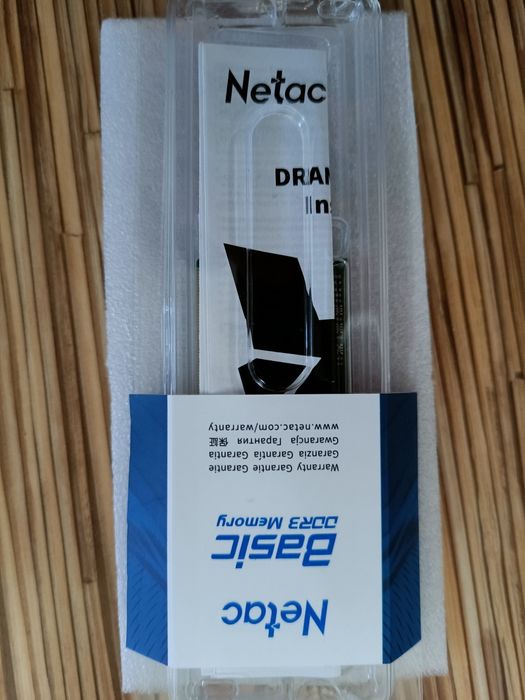 Netac
DRAM
Ins
Netac
Basic
DDR3 Memory
Warranty Garantie Garantie
Garanzia Garantía Garantia
Gwarancja Гарантия 保証
www.netac.com/warranty